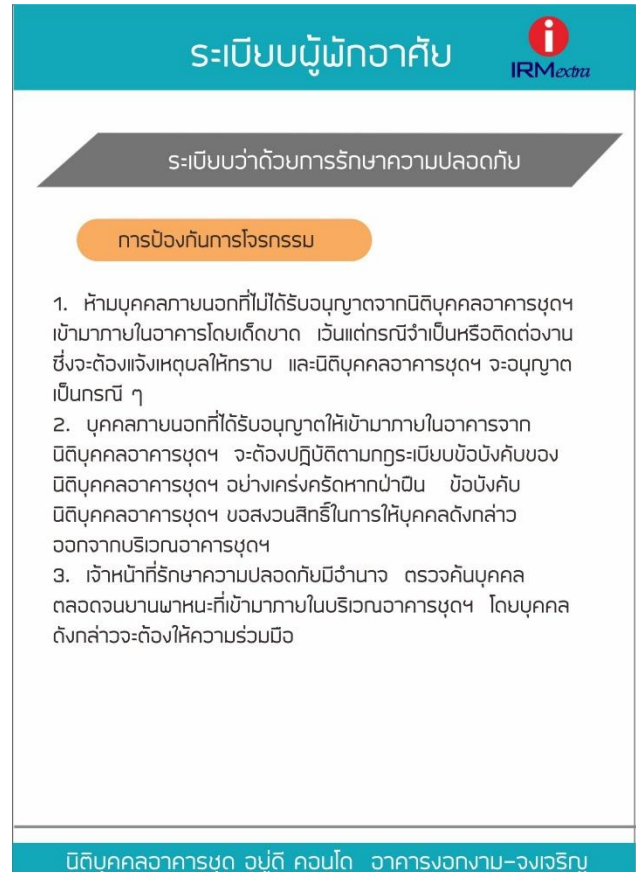 ระเบียบผู้พักอาศัย
i
IRMextra
ระเบียบว่าด้วยการรักษาความปลอดภัย
การป้องกันการโจรกรรม
1. ห้ามบุคคลภายนอกที่ไม่ได้รับอนุญาตจากนิติบุคคลอาคารชุดฯ
เข้ามาภายในอาคารโดยเด็ดขาด เว้นแต่กรณีจำเป็นหรือติดต่องาน
ซึ่งจะต้องแจ้งเหตุผลให้ทราบ และนิติบุคคลอาคารชุดฯ จะอนุญาต
เป็นกรณี ๆ
2. บุคคลภายนอกที่ได้รับอนุญาตให้เข้ามาภายในอาคารจาก
นิติบุคคลอาคารชุดฯ จะต้องปฎิบัติตามกฎระเบียบข้อบังคับของ
นิติบุคคลอาคารชุดฯ อย่างเคร่งครัดหากฝ่าปืน ข้อบังคับ
นิติบุคคลอาคารชุดฯ ขอสงวนสิทธิ์ในการให้บุคคลดังกล่าว
ออกจากบริเวณอาคารชุดฯ
3. เจ้าหน้าที่รักษาความปลอดภัยมีอำนาจ ตรวจค้นบุคคล
ตลอดจนยานพาหนะที่เข้ามาภายในบริเวณอาคารชุดฯ โดยบุคคล
ดังกล่าวจะต้องให้ความร่วมมือ
นิติบุคคลอาคารชุด อยู่ดี คอนโด อาคารงอกงาม-จงเจริญ